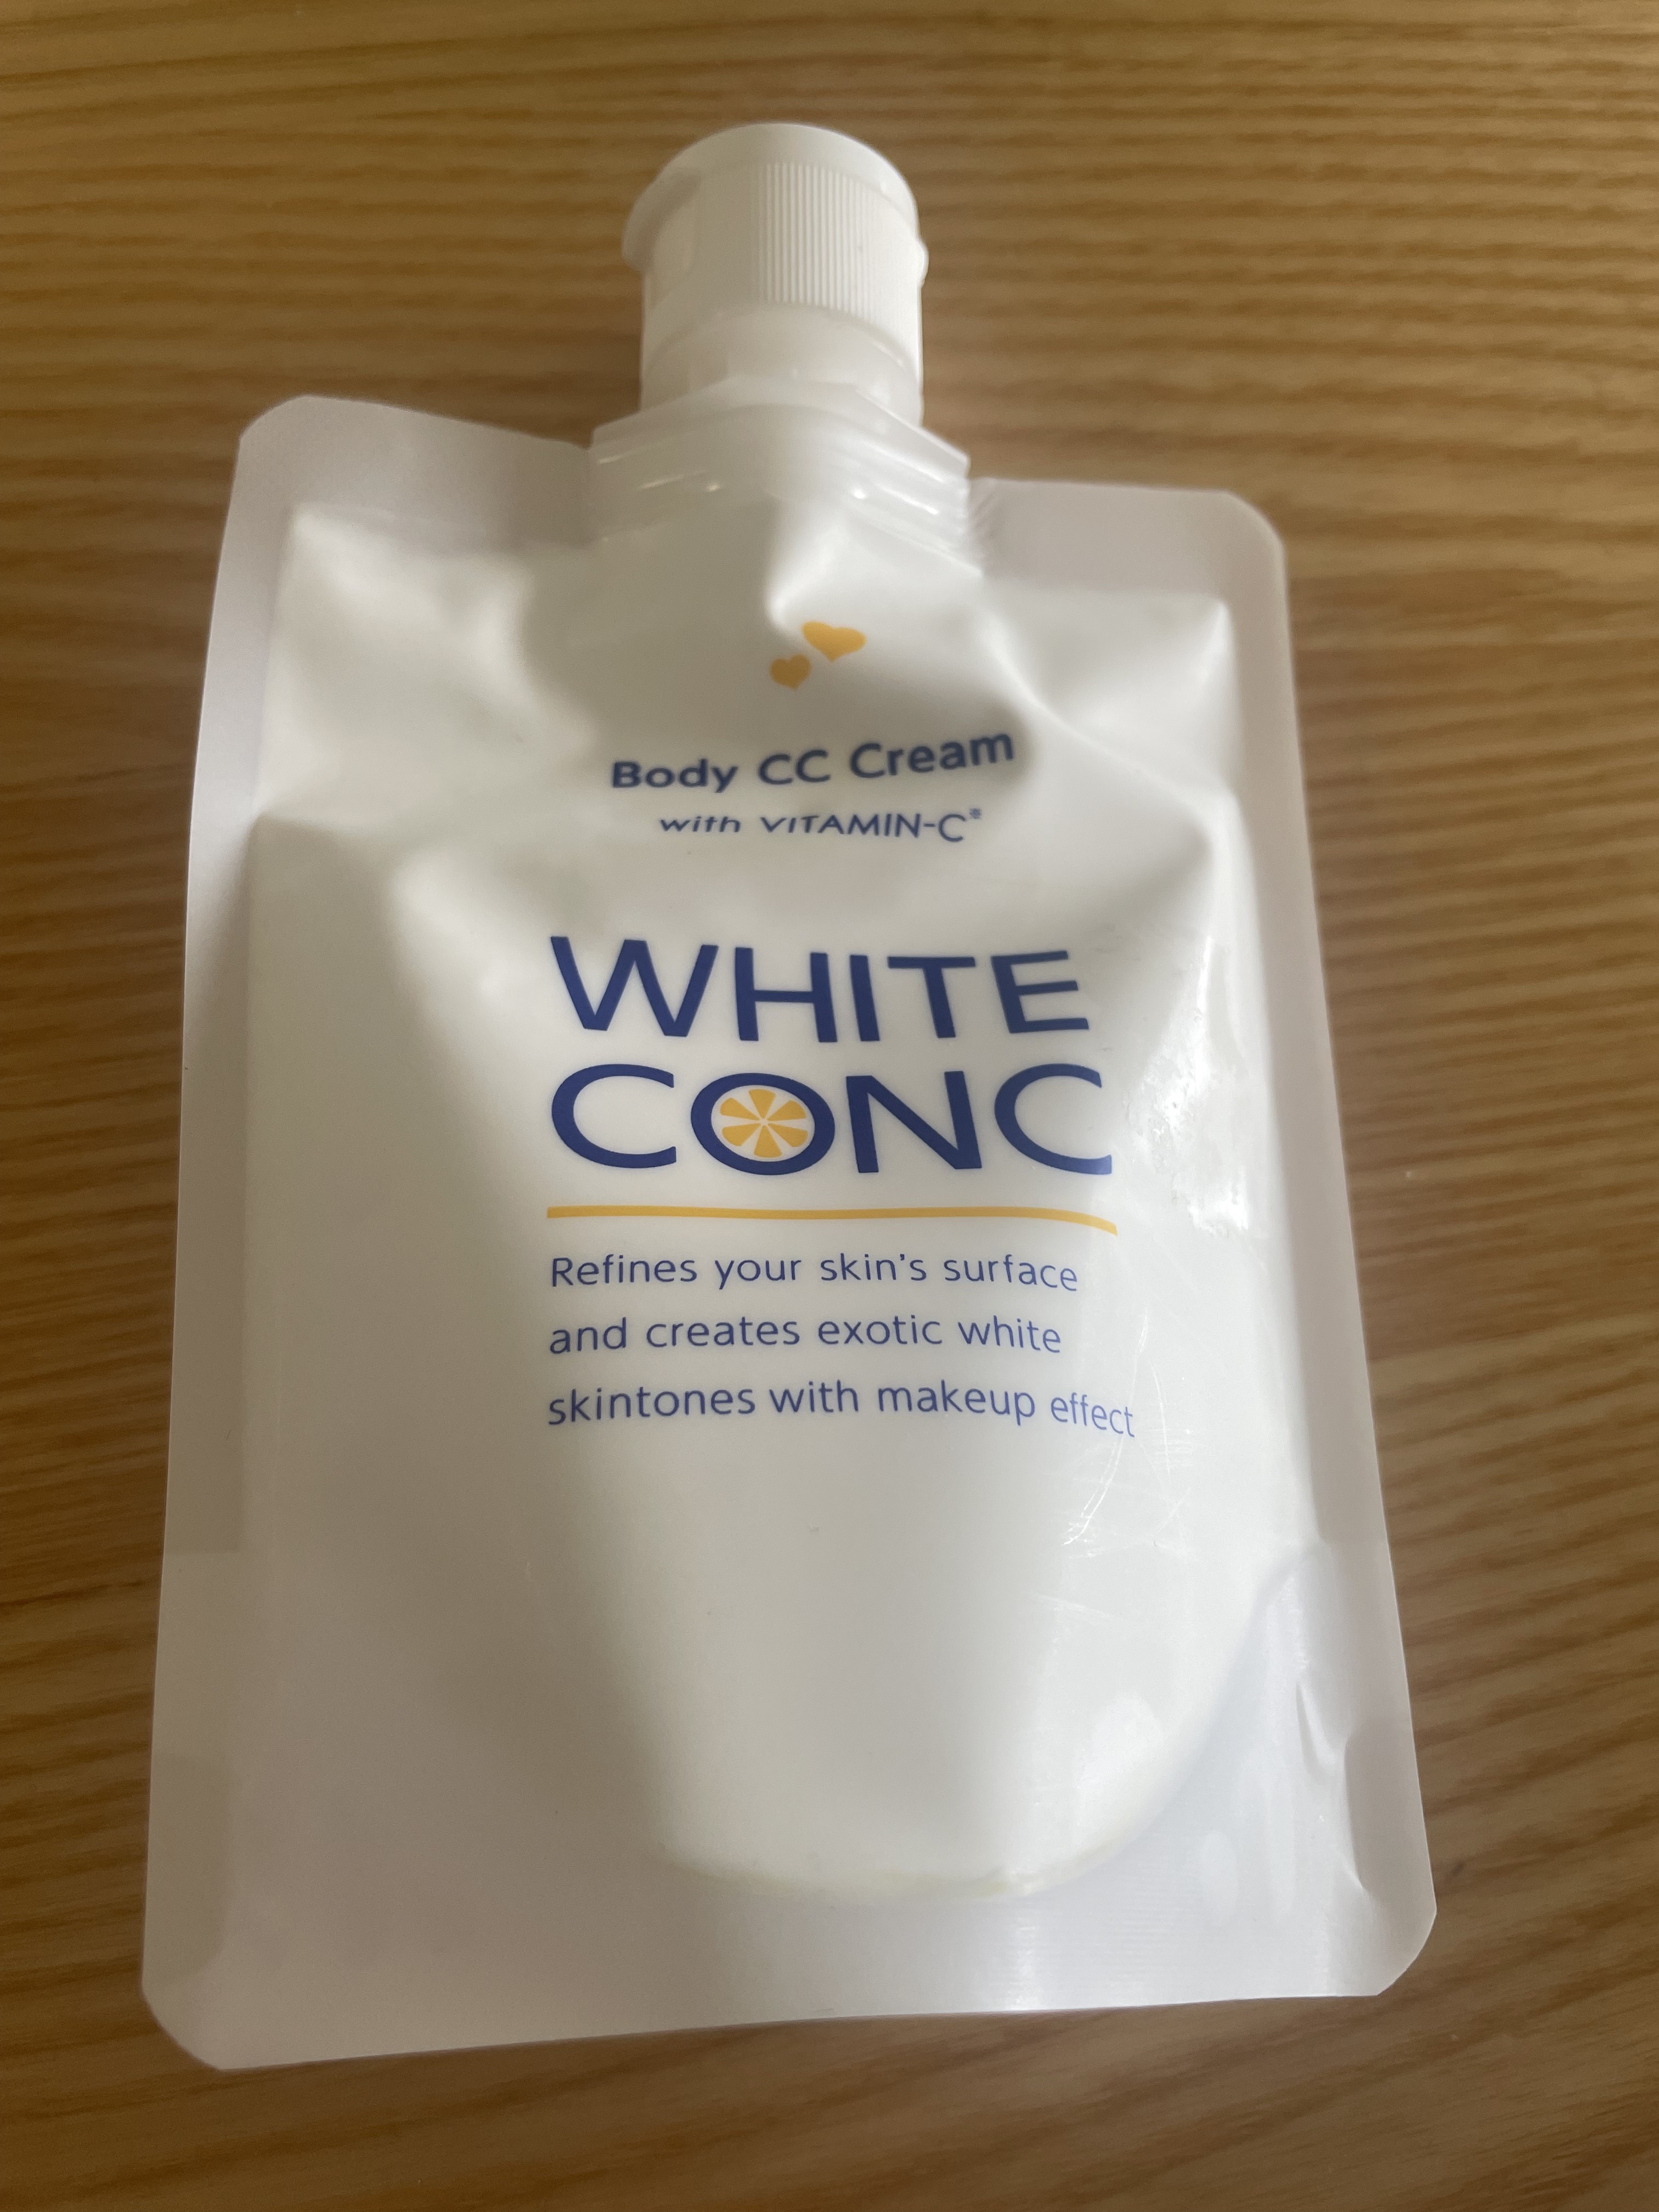 Body CC Cream
with VITAMIN-C※
WHITE
CONC
Refines your skin's surface
and creates exotic white
skintones with makeup effect